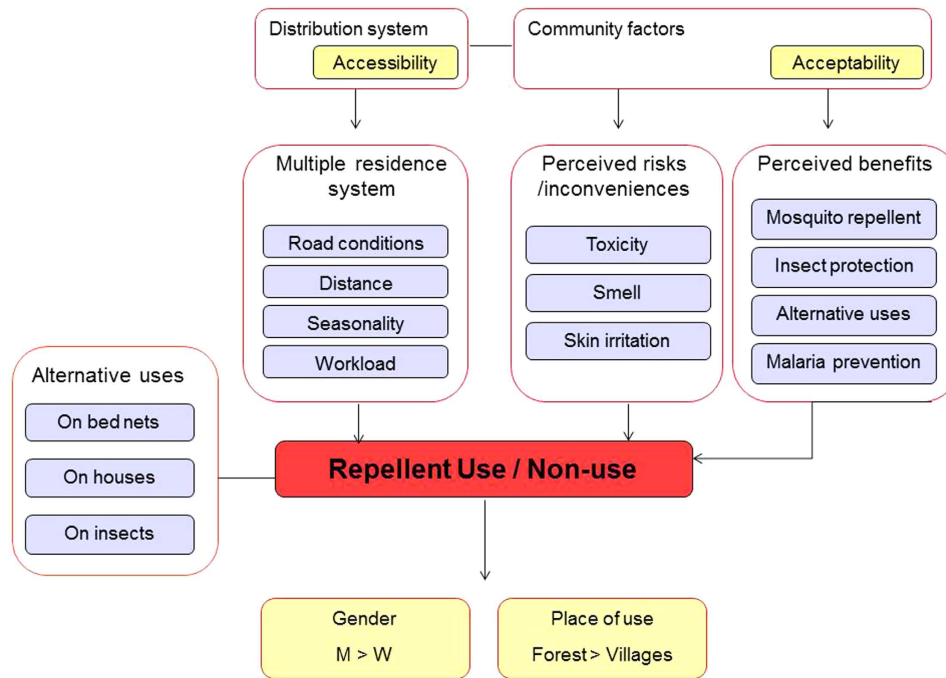 Distribution system
Accessibility
Community factors
Acceptability
Multiple residence
system
Road conditions
Distance
Seasonality
Workload
Perceived risks
/inconveniences
Toxicity
Smell
Skin irritation
Perceived benefits
Mosquito repellent
Insect protection
Alternative uses
Malaria prevention
Alternative uses
On bed nets
On houses
On insects
Repellent Use / Non-use
Gender
M > W
Place of use
Forest > Villages